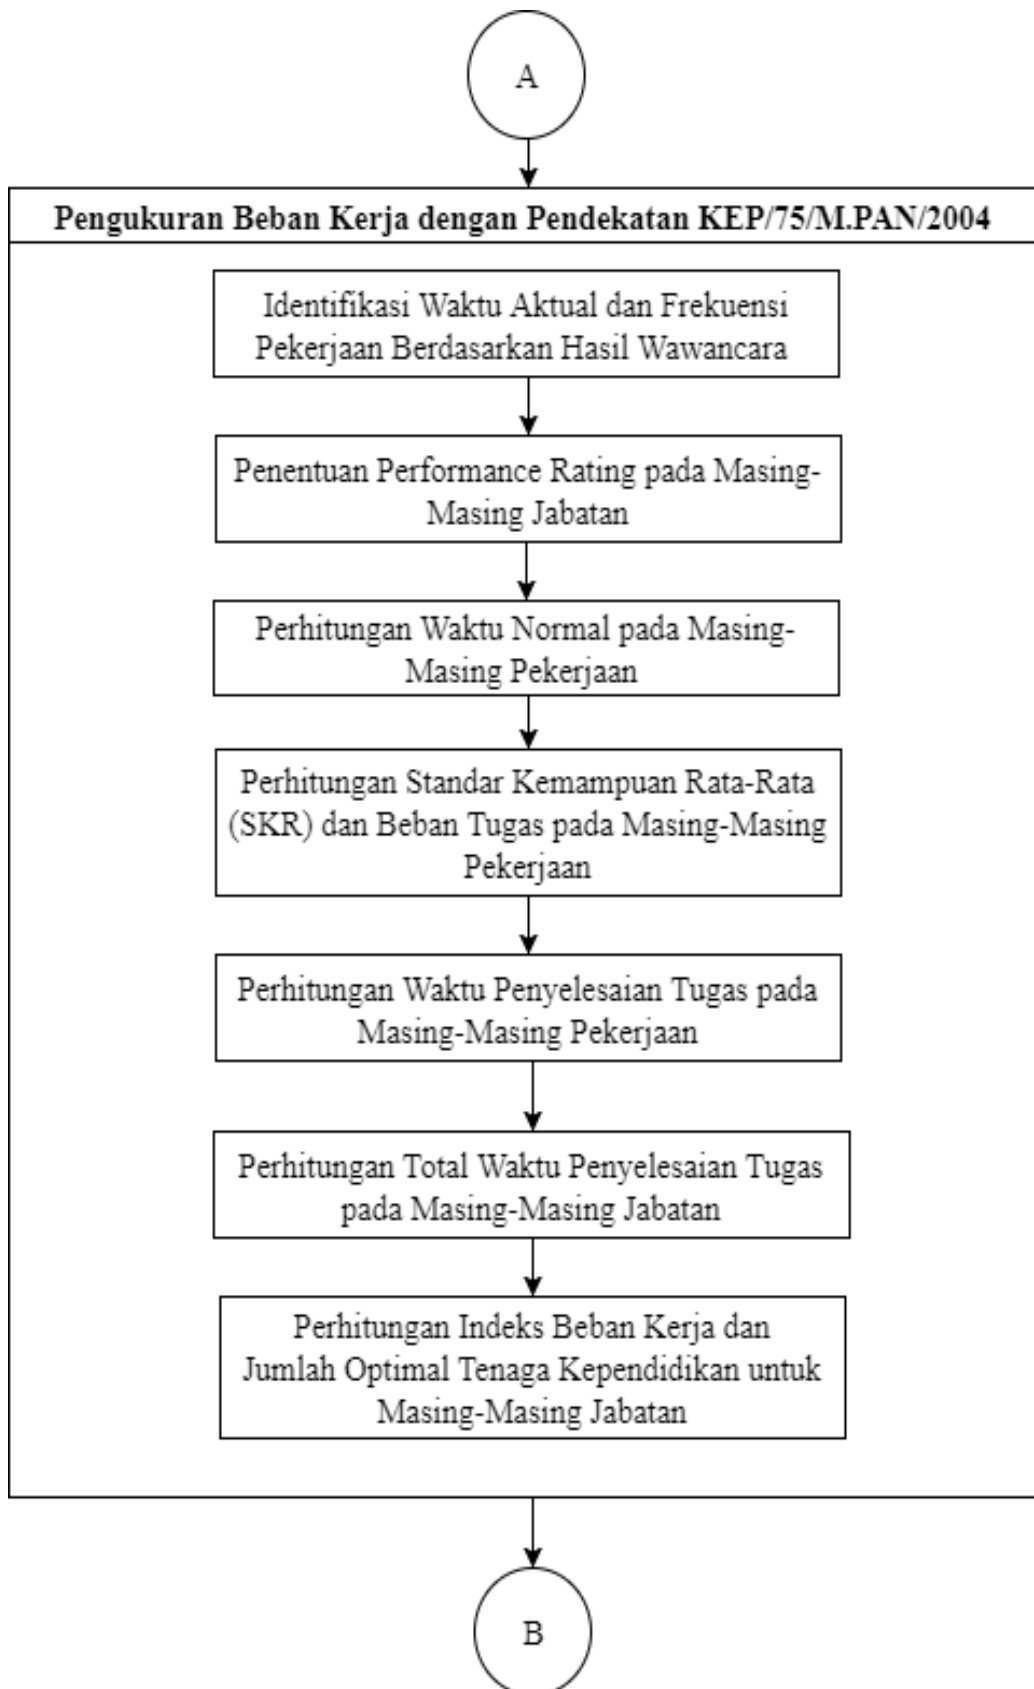 A
Pengukuran Beban Kerja dengan Pendekatan KEP/75/M.PAN/2004
Identifikasi Waktu Aktual dan Frekuensi
Pekerjaan Berdasarkan Hasil Wawancara
Penentuan Performance Rating pada Masing-
Masing Jabatan
Perhitungan Waktu Normal pada Masing-
Masing Pekerjaan
Perhitungan Standar Kemampuan Rata-Rata
(SKR) dan Beban Tugas pada Masing-Masing
Pekerjaan
Perhitungan Waktu Penyelesaian Tugas pada
Masing-Masing Pekerjaan
Perhitungan Total Waktu Penyelesaian Tugas
pada Masing-Masing Jabatan
Perhitungan Indeks Beban Kerja dan
Jumlah Optimal Tenaga Kependidikan untuk
Masing-Masing Jabatan
B